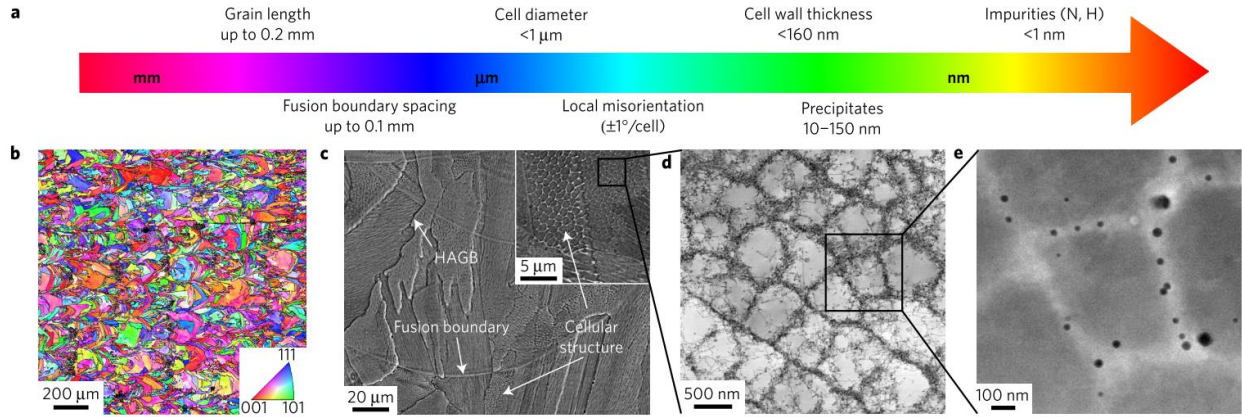 a
Grain length
up to 0.2 mm
Cell diameter
<1 μm
Cell wall thickness
<160 nm
Impurities (N, H)
<1 nm
mm
μm
nm
Fusion boundary spacing
up to 0.1 mm
Local misorientation
(±1°/cell)
Precipitates
10–150 nm
b
200 μm
111
001
101
c
HAGB
5 μm
Fusion boundary
Cellular
structure
20 μm
d
500 nm
e
100 nm